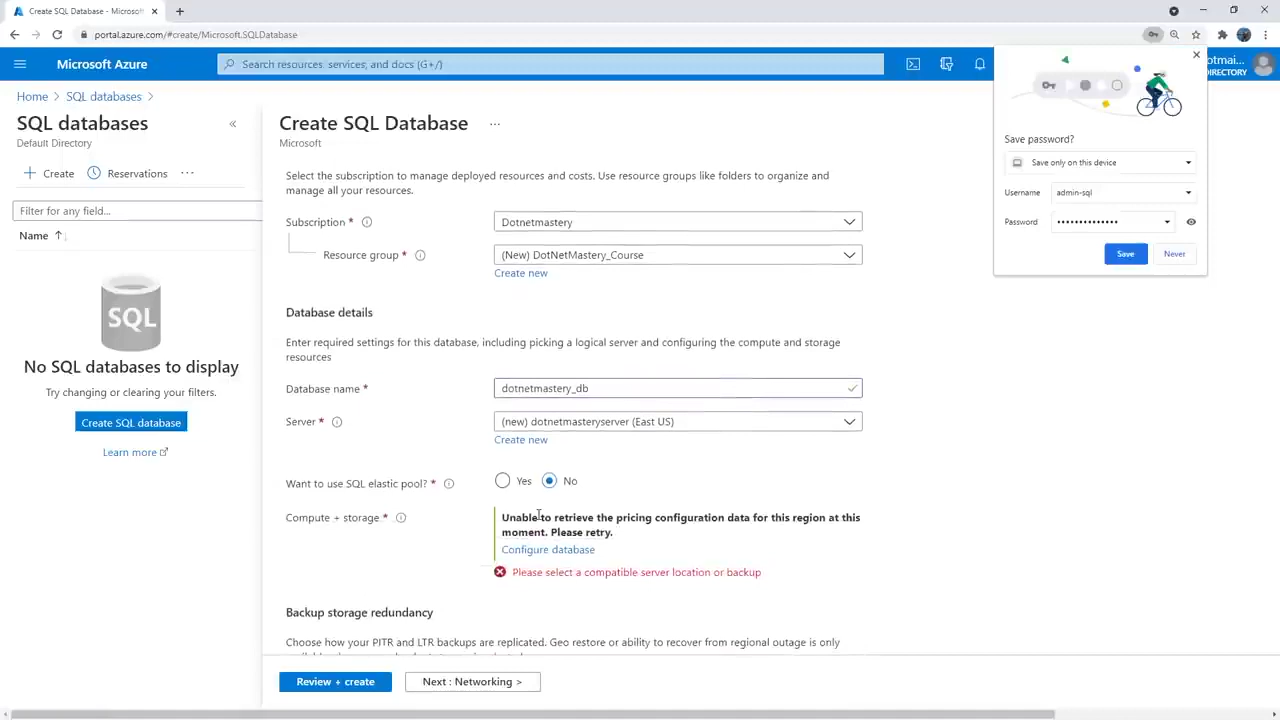 Create SQL Database - Microsoft
portal.azure.com/#create/Microsoft.SQLDatabase
Microsoft Azure
Search resources, services, and docs (G+/)
otmai...
DIRECTORY
Home > SQL databases >
SQL databases
Default Directory
Create
Reservations
Filter for any field...
Name ↑
SQL
No SQL databases to display
Try changing or clearing your filters.
Create SQL database
Learn more
Create SQL Database
Microsoft
Select the subscription to manage deployed resources and costs. Use resource groups like folders to organize and
manage all your resources.
Subscription *
Dotnetmastery
Resource group *
(New) DotNetMastery_Course
Create new
Database details
Enter required settings for this database, including picking a logical server and configuring the compute and storage
resources
Database name *
dotnetmastery_db
Server *
(new) dotnetmasteryserver (East US)
Create new
Want to use SQL elastic pool? *
Yes
No
Compute + storage *
Unable to retrieve the pricing configuration data for this region at this
moment. Please retry.
Configure database
Please select a compatible server location or backup
Backup storage redundancy
Choose how your PITR and LTR backups are replicated. Geo restore or ability to recover from regional outage is only
Review + create
Next : Networking >
Save password?
Save only on this device
Username
admin-sql
Password
••••••••••••••
Save
Never